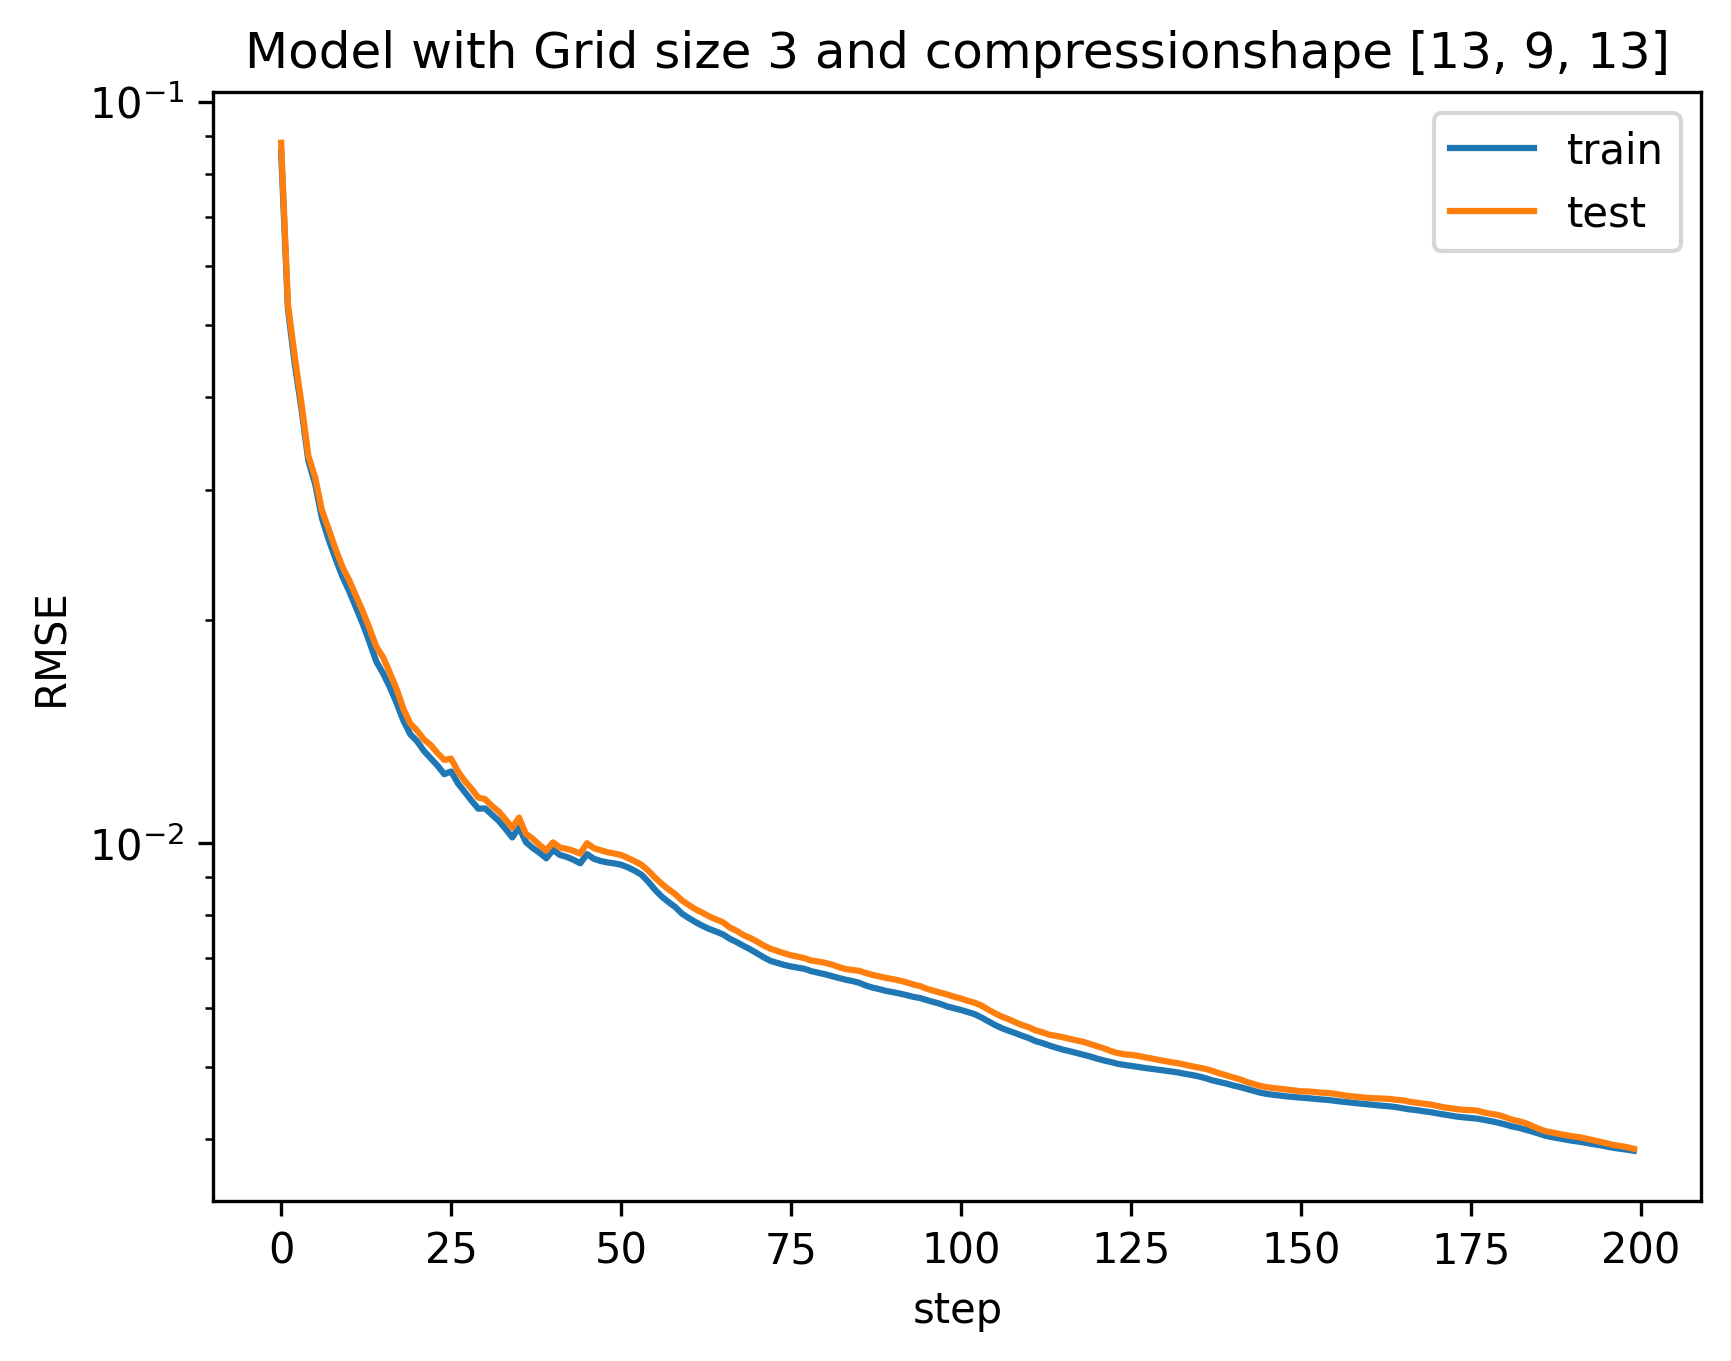 Model with Grid size 3 and compressionshape [13, 9, 13]
10⁻¹
train
test
RMSE
10⁻²
0 25 50 75 100 125 150 175 200
step